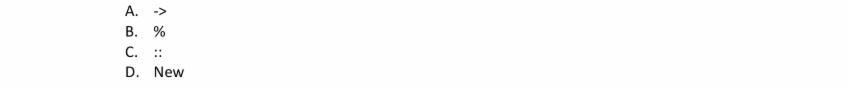 A. ->
B. %
C. ::
D. New